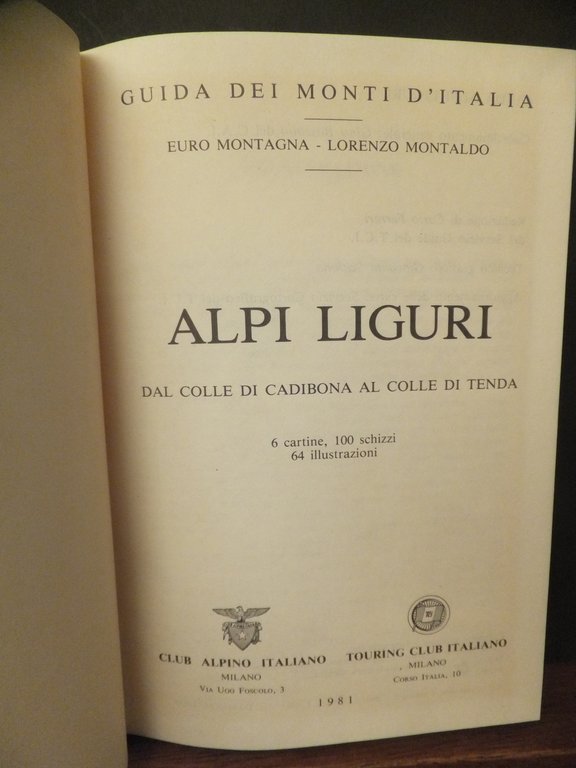 GUIDA DEI MONTI D'ITALIA
EURO MONTAGNA - LORENZO MONTALDO
ALPI LIGURI
DAL COLLE DI CADIBONA AL COLLE DI TENDA
6 cartine, 100 schizzi
64 illustrazioni
CLUB ALPINO ITALIANO
MILANO
VIA UGO FOSCOLO, 3
TOURING CLUB ITALIANO
MILANO
CORSO ITALIA, 10
1981